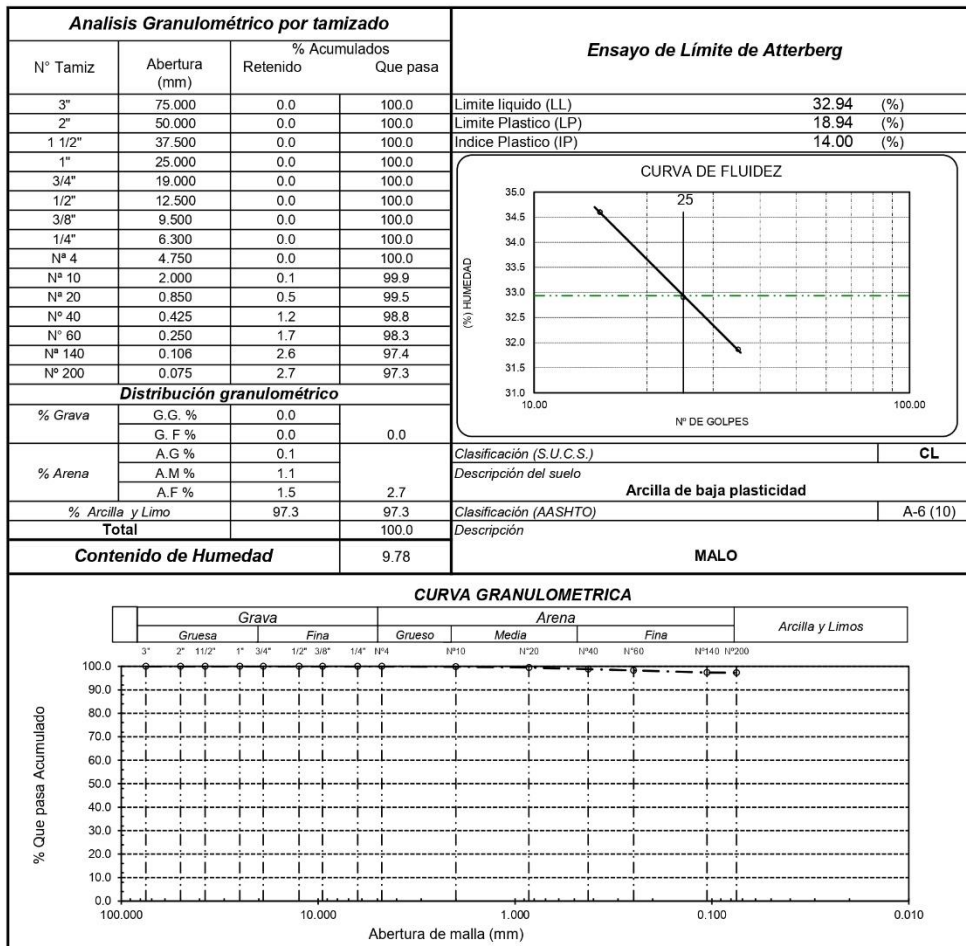 Analisis Granulométrico por tamizado
N° Tamiz Abertura (mm) % Acumulados
Retenido Que pasa
3" 75.000 0.0 100.0
2" 50.000 0.0 100.0
1 1/2" 37.500 0.0 100.0
1" 25.000 0.0 100.0
3/4" 19.000 0.0 100.0
1/2" 12.500 0.0 100.0
3/8" 9.500 0.0 100.0
1/4" 6.300 0.0 100.0
Nª 4 4.750 0.0 100.0
Nª 10 2.000 0.1 99.9
Nª 20 0.850 0.5 99.5
Nº 40 0.425 1.2 98.8
N° 60 0.250 1.7 98.3
Nª 140 0.106 2.6 97.4
Nº 200 0.075 2.7 97.3
Distribución granulométrico
% Grava G.G. % 0.0
G. F % 0.0 0.0
% Arena A.G % 0.1
A.M % 1.1
A.F % 1.5 2.7
% Arcilla y Limo 97.3 97.3
Total 100.0
Contenido de Humedad 9.78
Ensayo de Límite de Atterberg
Limite liquido (LL) 32.94 (%)
Limite Plastico (LP) 18.94 (%)
Indice Plastico (IP) 14.00 (%)
CURVA DE FLUIDEZ
25
35.0
34.5
34.0
33.5
33.0
32.5
32.0
31.5
31.0
(%) HUMEDAD
10.00 100.00
Nº DE GOLPES
Clasificación (S.U.C.S.) CL
Descripción del suelo
Arcilla de baja plasticidad
Clasificación (AASHTO) A-6 (10)
Descripción
MALO
CURVA GRANULOMETRICA
Grava Arena Arcilla y Limos
Gruesa Fina Grueso Media Fina
3" 2" 11/2" 1" 3/4" 1/2" 3/8" 1/4" Nº4 Nº10 Nº20 Nº40 Nº60 Nº140 Nº200
100.0
90.0
80.0
70.0
60.0
50.0
40.0
30.0
20.0
10.0
0.0
% Que pasa Acumulado
100.000 10.000 1.000 0.100 0.010
Abertura de malla (mm)